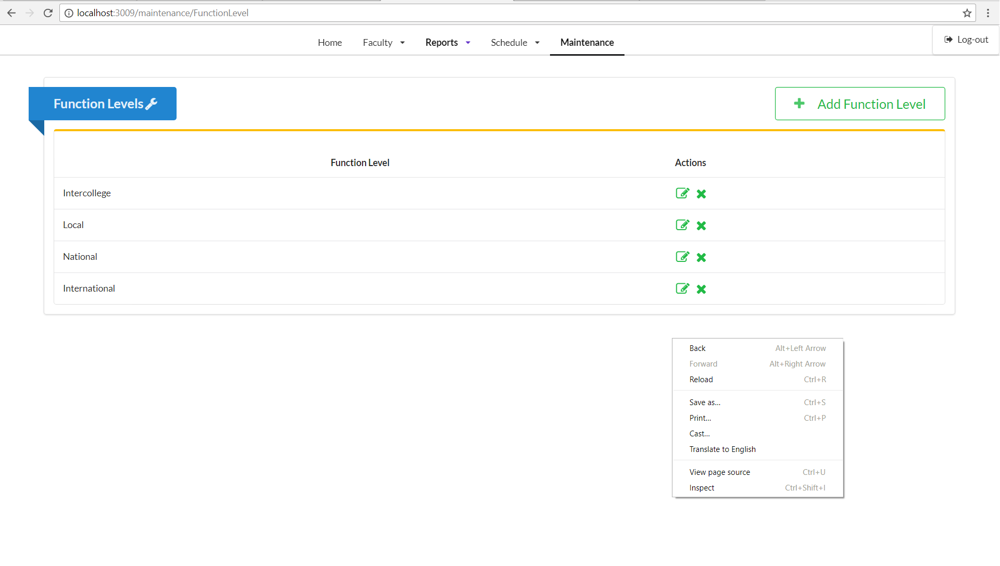 localhost:3009/maintenance/FunctionLevel
Home Faculty Reports Schedule Maintenance Log-out
Function Levels Add Function Level
Function Level Actions
Intercollege
Local
National
International
Back Alt+Left Arrow
Forward Alt+Right Arrow
Reload Ctrl+R
Save as... Ctrl+S
Print... Ctrl+P
Cast...
Translate to English
View page source Ctrl+U
Inspect Ctrl+Shift+I